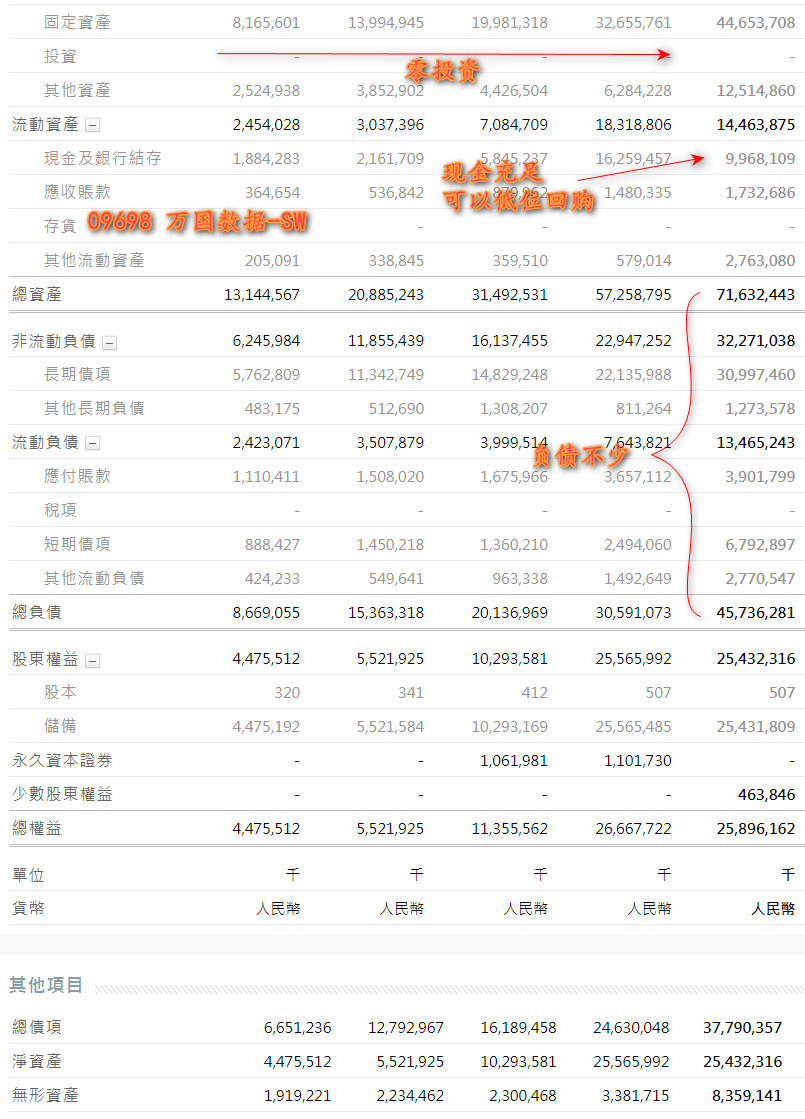 固定資產 8,165,601 13,994,945 19,981,318 32,655,761 44,653,708
投資 - - - - -
零投资
其他資產 2,524,938 3,852,902 4,426,504 6,284,228 12,514,860
流動資產 2,454,028 3,037,396 7,084,709 18,318,806 14,463,875
現金及銀行結存 1,884,283 2,161,709 5,845,237 16,259,457 9,968,109
现金充足
應收賬款 364,654 536,842 879,962 1,480,335 1,732,686
可以低位回购
存貨 - - - -
09698 万国数据-SW
其他流動資產 205,091 338,845 359,510 579,014 2,763,080
總資產 13,144,567 20,885,243 31,492,531 57,258,795 71,632,443
非流動負債 6,245,984 11,855,439 16,137,455 22,947,252 32,271,038
長期債項 5,762,809 11,342,749 14,829,248 22,135,988 30,997,460
其他長期負債 483,175 512,690 1,308,207 811,264 1,273,578
流動負債 2,423,071 3,507,879 3,999,514 7,643,821 13,465,243
负债不少
應付賬款 1,110,411 1,508,020 1,675,966 3,657,112 3,901,799
稅項 - - - - -
短期債項 888,427 1,450,218 1,360,210 2,494,060 6,792,897
其他流動負債 424,233 549,641 963,338 1,492,649 2,770,547
總負債 8,669,055 15,363,318 20,136,969 30,591,073 45,736,281
股東權益 4,475,512 5,521,925 10,293,581 25,565,992 25,432,316
股本 320 341 412 507 507
儲備 4,475,192 5,521,584 10,293,169 25,565,485 25,431,809
永久資本證券 - - 1,061,981 1,101,730 -
少數股東權益 - - - - 463,846
總權益 4,475,512 5,521,925 11,355,562 26,667,722 25,896,162
單位 千 千 千 千 千
貨幣 人民幣 人民幣 人民幣 人民幣 人民幣
其他項目
總債項 6,651,236 12,792,967 16,189,458 24,630,048 37,790,357
淨資產 4,475,512 5,521,925 10,293,581 25,565,992 25,432,316
無形資產 1,919,221 2,234,462 2,300,468 3,381,715 8,359,141